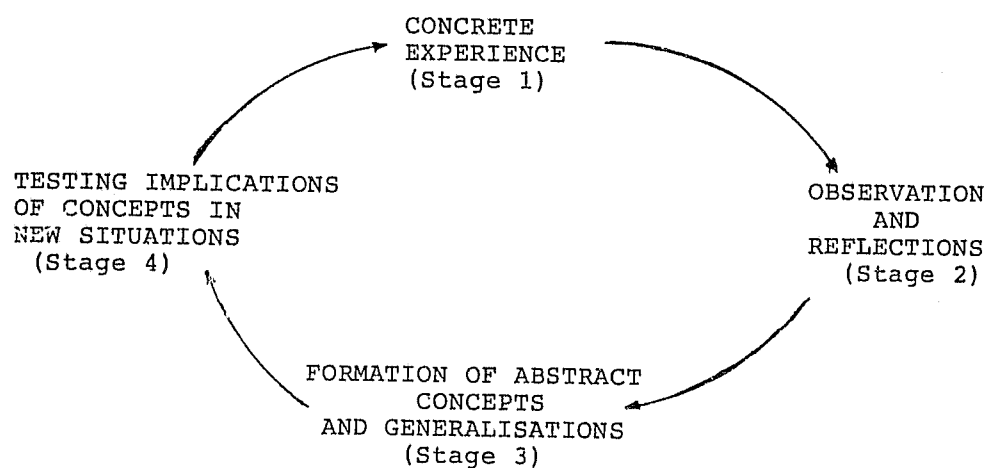 CONCRETE
EXPERIENCE
(Stage 1)
OBSERVATION
AND
REFLECTIONS
(Stage 2)
FORMATION OF ABSTRACT
CONCEPTS
AND GENERALISATIONS
(Stage 3)
TESTING IMPLICATIONS
OF CONCEPTS IN
NEW SITUATIONS
(Stage 4)